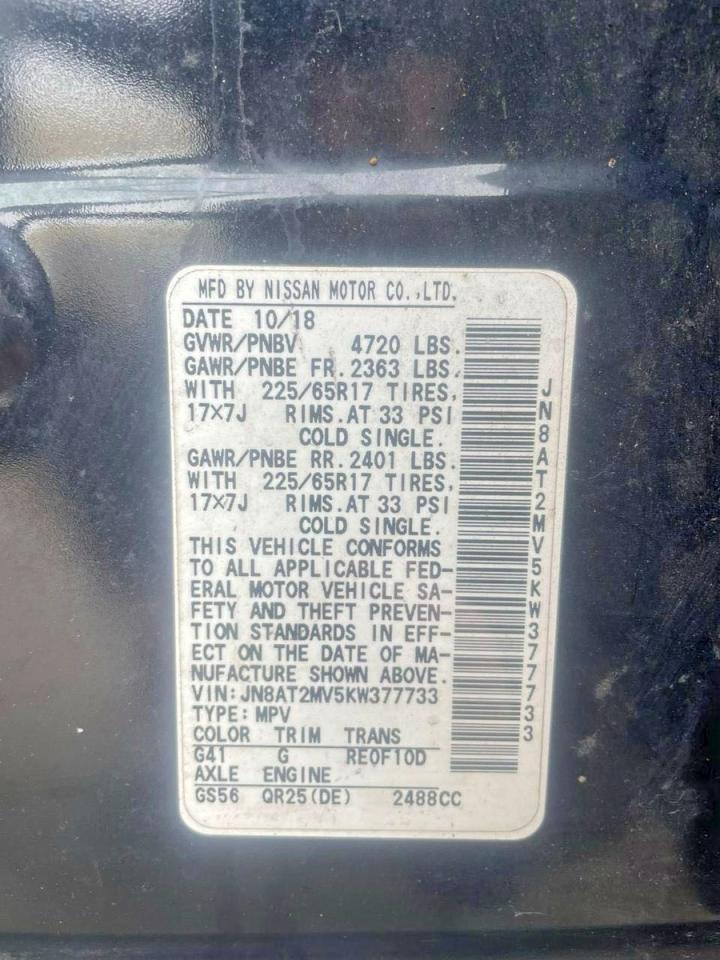 MFD BY NISSAN MOTOR CO.,LTD.
DATE 10/18
GVWR/PNBV 4720 LBS.
GAWR/PNBE FR.2363 LBS.
WITH 225/65R17 TIRES,
17×7J RIMS.AT 33 PSI
COLD SINGLE.
GAWR/PNBE RR.2401 LBS.
WITH 225/65R17 TIRES,
17×7J RIMS.AT 33 PSI
COLD SINGLE.
THIS VEHICLE CONFORMS
TO ALL APPLICABLE FED-
ERAL MOTOR VEHICLE SA-
FETY AND THEFT PREVEN-
TION STANDARDS IN EFF-
ECT ON THE DATE OF MA-
NUFACTURE SHOWN ABOVE.
VIN:JN8AT2MV5KW377733
TYPE:MPV
COLOR TRIM TRANS
G41 G RE0F10D
AXLE ENGINE
GS56 QR25(DE) 2488CC
JN8AT2MV5KW377733